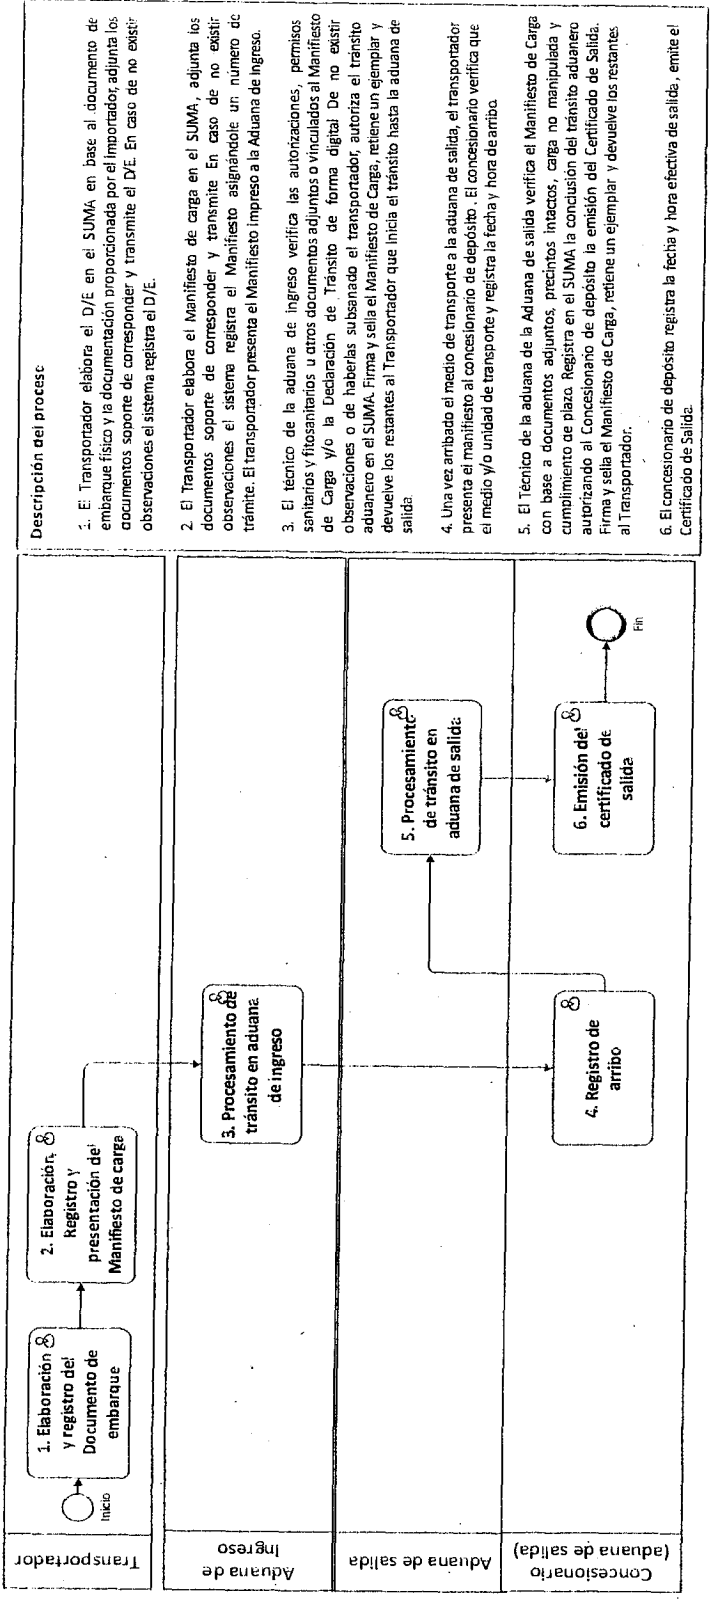 Transportador
Inicio
1. Elaboración
y registro del
Documento de
embarque
2. Elaboración,
Registro y
presentación del
Manifiesto de carga
Aduana de
Ingreso
3. Procesamiento de
tránsito en aduana
de ingreso
Aduana de salida
5. Procesamiento
de tránsito en
aduana de salida
Concesionario
(aduana de salida)
4. Registro de
arribo
6. Emisión del
certificado de
salida
Fin
Descripción del proceso
1. El Transportador elabora el D/E en el SUMA en base al documento de
embarque físico y la documentación proporcionada por el importador, adjunta los
documentos soporte de corresponder y transmite el D/E. En caso de no existir
observaciones el sistema registra el D/E.
2. El Transportador elabora el Manifiesto de carga en el SUMA, adjunta los
documentos soporte de corresponder y transmite En caso de no existir
observaciones el sistema registra el Manifiesto asignándole un número de
trámite. El transportador presenta el Manifiesto impreso a la Aduana de Ingreso.
3. El técnico de la aduana de ingreso verifica las autorizaciones, permisos
sanitarios y fitosanitarios u otros documentos adjuntos o vinculados al Manifiesto
de Carga y/o la Declaración de Tránsito de forma digital De no existir
observaciones o de haberlas subsanado el transportador, autoriza el tránsito
aduanero en el SUMA. Firma y sella el Manifiesto de Carga, retiene un ejemplar y
devuelve los restantes al Transportador que inicia el tránsito hasta la aduana de
salida.
4. Una vez arribado el medio de transporte a la aduana de salida, el transportador
presenta el manifiesto al concesionario de depósito. El concesionario verifica que
el medio y/o unidad de transporte y registra la fecha y hora de arribo.
5. El Técnico de la aduana de la Aduana de salida verifica el Manifiesto de Carga
con base a documentos adjuntos, precintos intactos, carga no manipulada y
cumplimiento de plazo. Registra en el SUMA la conclusión del tránsito aduanero
autorizando al Concesionario de depósito la emisión del Certificado de Salida.
Firma y sella el Manifiesto de Carga, retiene un ejemplar y devuelve los restantes
al Transportador.
6. El concesionario de depósito registra la fecha y hora efectiva de salida, emite el
Certificado de Salida.